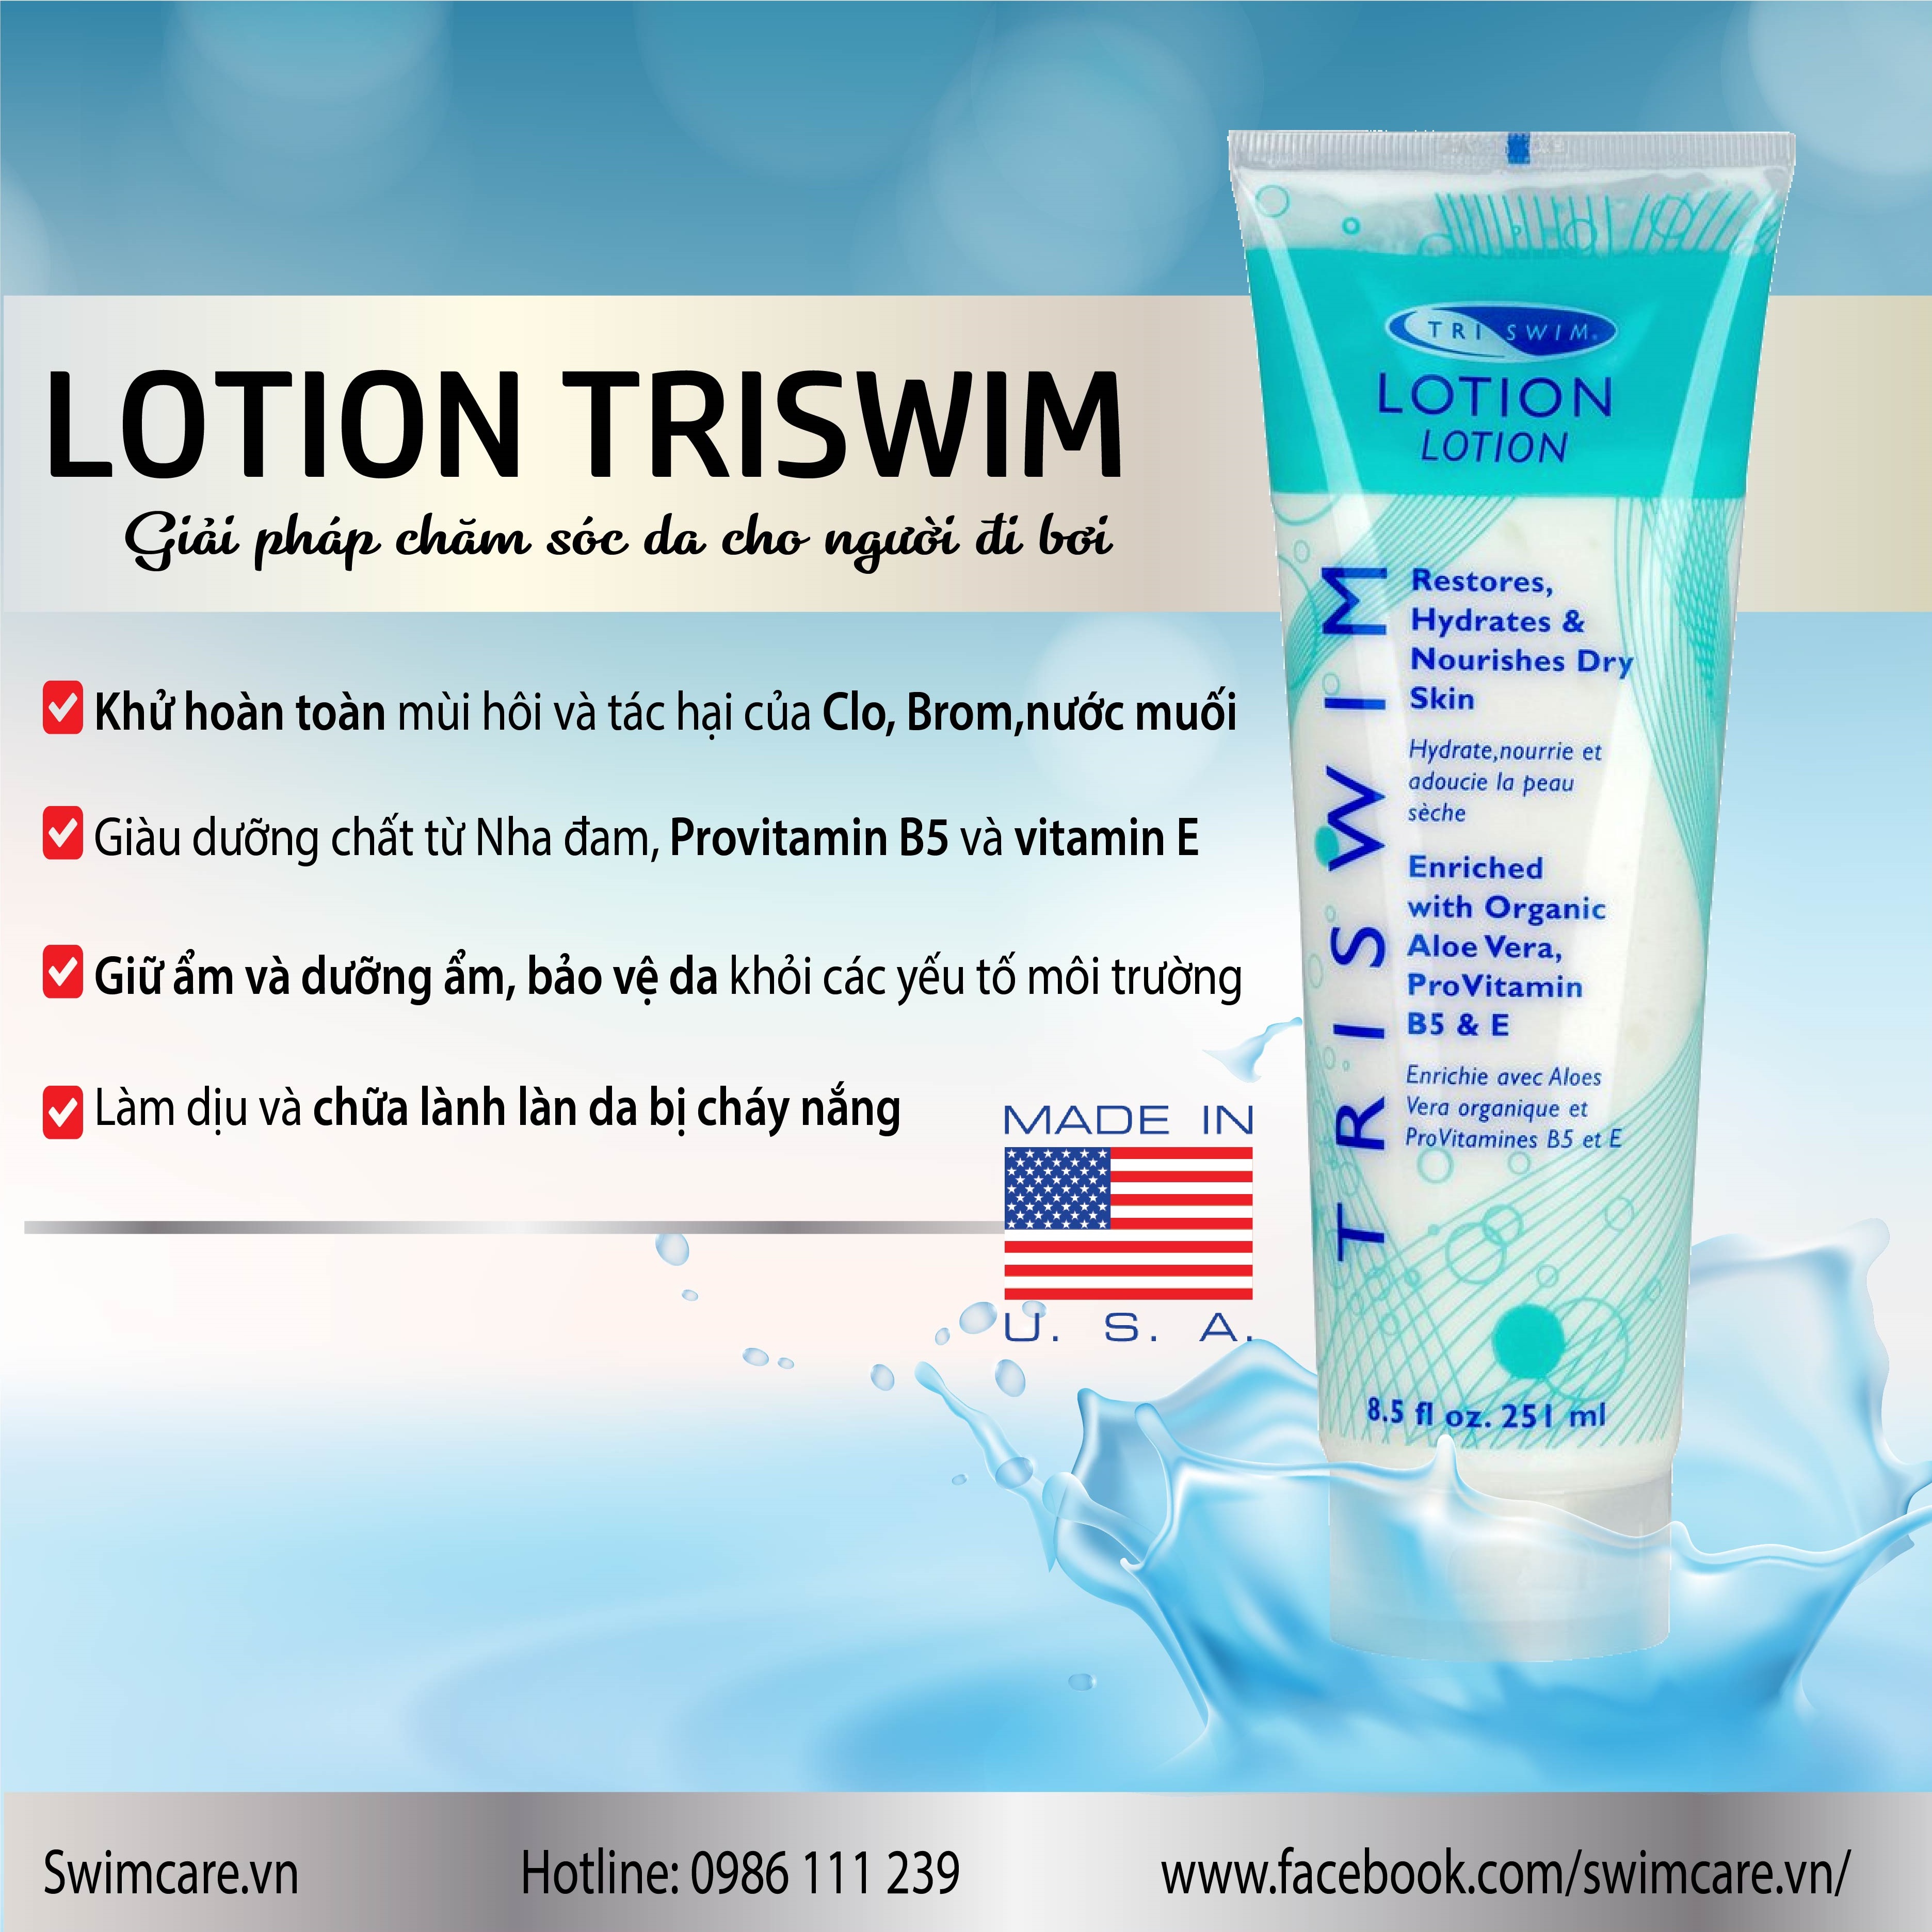 LOTION TRISWIM
Giải pháp chăm sóc da cho người đi bơi
Khử hoàn toàn mùi hôi và tác hại của Clo, Brom,nước muối
Giàu dưỡng chất từ Nha đam, Provitamin B5 và vitamin E
Giữ ẩm và dưỡng ẩm, bảo vệ da khỏi các yếu tố môi trường
Làm dịu và chữa lành làn da bị cháy nắng
MADE IN
U. S. A.
TRISWIM®
LOTION
LOTION
TRISWIM
Restores,
Hydrates &
Nourishes Dry
Skin
Hydrate,nourrie et
adoucie la peau
sèche
Enriched
with Organic
Aloe Vera,
ProVitamin
B5 & E
Enrichie avec Aloes
Vera organique et
ProVitamines B5 et E
8.5 fl oz. 251 ml
Swimcare.vn
Hotline: 0986 111 239
www.facebook.com/swimcare.vn/